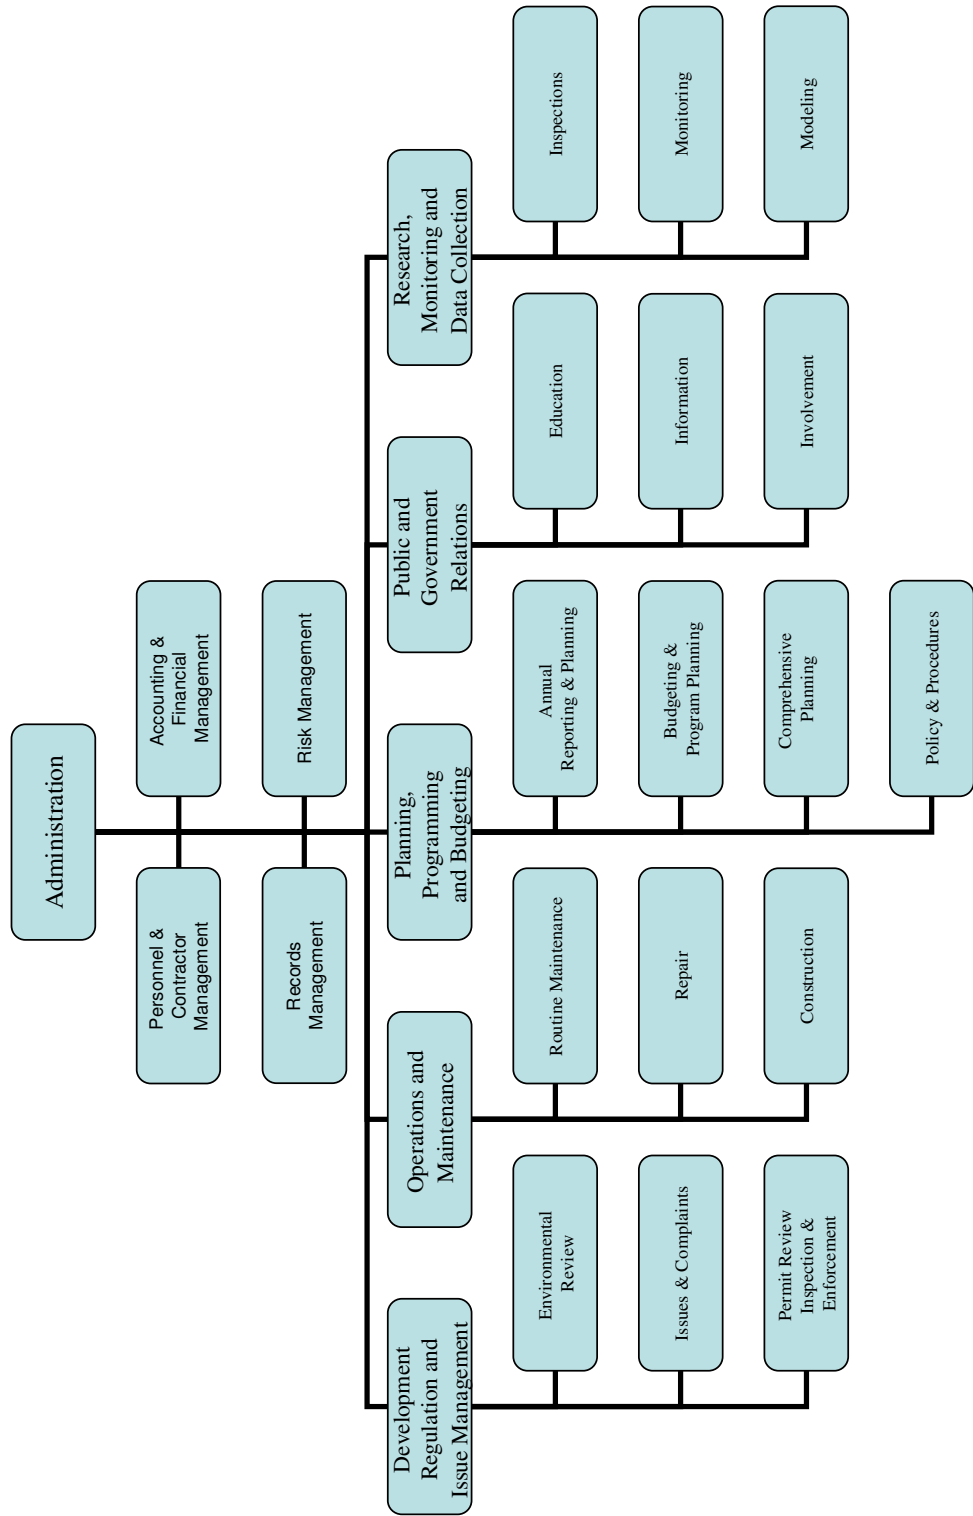 Administration
Personnel &
Contractor
Management
Accounting &
Financial
Management
Records
Management
Risk Management
Development
Regulation and
Issue Management
Operations and
Maintenance
Planning,
Programming
and Budgeting
Public and
Government
Relations
Research,
Monitoring and
Data Collection
Environmental
Review
Issues & Complaints
Permit Review
Inspection &
Enforcement
Routine Maintenance
Repair
Construction
Annual
Reporting & Planning
Budgeting &
Program Planning
Comprehensive
Planning
Policy & Procedures
Education
Information
Involvement
Inspections
Monitoring
Modeling